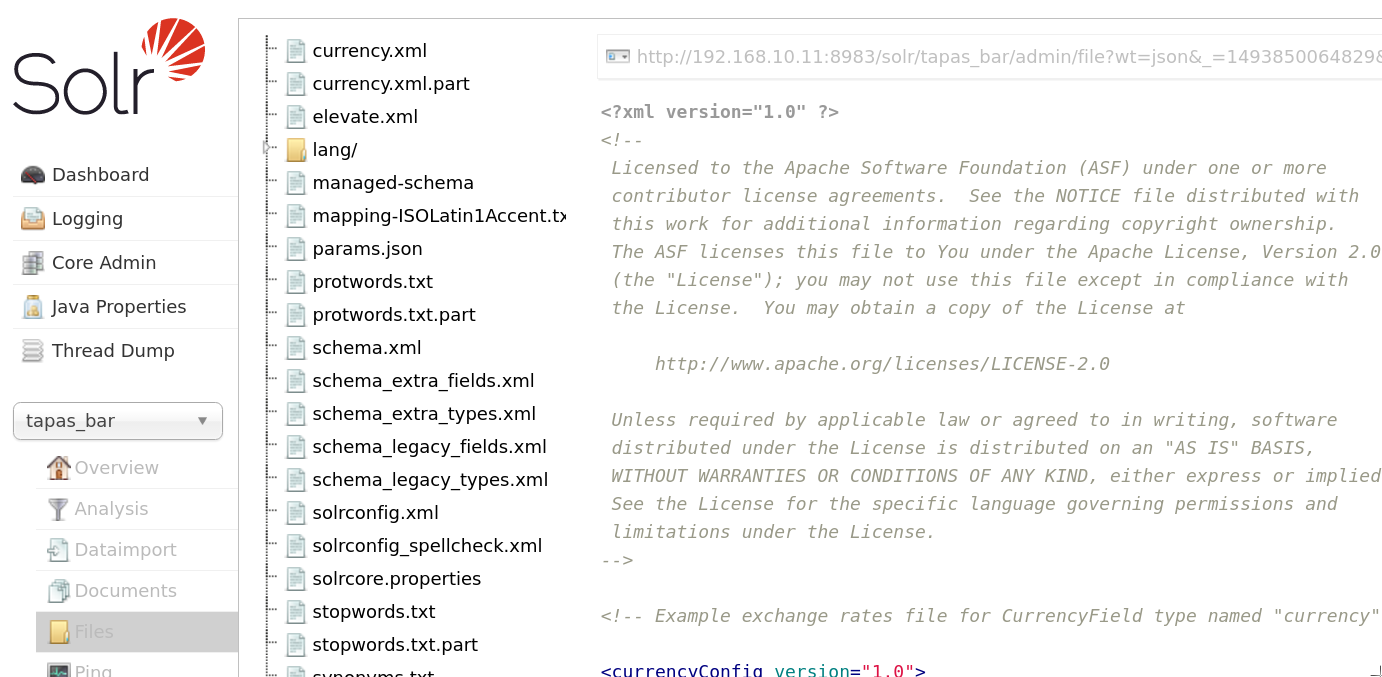 Solr
Dashboard
Logging
Core Admin
Java Properties
Thread Dump
tapas_bar
Overview
Analysis
Dataimport
Documents
Files
Ping
currency.xml
currency.xml.part
elevate.xml
lang/
managed-schema
mapping-ISOLatin1Accent.tx
params.json
protwords.txt
protwords.txt.part
schema.xml
schema_extra_fields.xml
schema_extra_types.xml
schema_legacy_fields.xml
schema_legacy_types.xml
solrconfig.xml
solrconfig_spellcheck.xml
solrcore.properties
stopwords.txt
stopwords.txt.part
synonyms.txt
http://192.168.10.11:8983/solr/tapas_bar/admin/file?wt=json&_=1493850064829&
<?xml version="1.0" ?>
<!--
Licensed to the Apache Software Foundation (ASF) under one or more
contributor license agreements.  See the NOTICE file distributed with
this work for additional information regarding copyright ownership.
The ASF licenses this file to You under the Apache License, Version 2.0
(the "License"); you may not use this file except in compliance with
the License.  You may obtain a copy of the License at
http://www.apache.org/licenses/LICENSE-2.0
Unless required by applicable law or agreed to in writing, software
distributed under the License is distributed on an "AS IS" BASIS,
WITHOUT WARRANTIES OR CONDITIONS OF ANY KIND, either express or implied
See the License for the specific language governing permissions and
limitations under the License.
-->
<!-- Example exchange rates file for CurrencyField type named "currency"
<currencyConfig version="1.0">